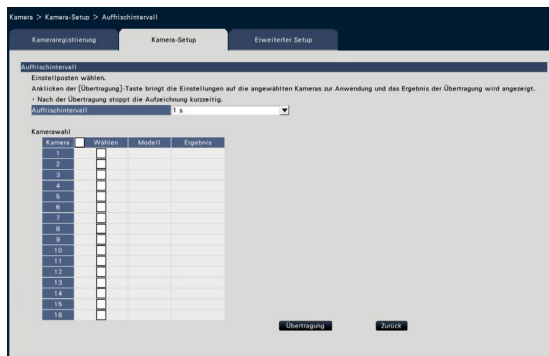 Kamera > Kamera-Setup > Auffrischintervall
Kameraregistrierung Kamera-Setup Erweiterter Setup
Auffrischintervall
Einstellposten wählen.
Anklicken der [Übertragung]-Taste bringt die Einstellungen auf die angewählten Kameras zur Anwendung und das Ergebnis der Übertragung wird angezeigt.
• Nach der Übertragung stoppt die Aufzeichnung kurzzeitig.
Auffrischintervall 1 s
Kamerawahl
Kamera Wählen Modell Ergebnis
1
2
3
4
5
6
7
8
9
10
11
12
13
14
15
16
Übertragung Zurück